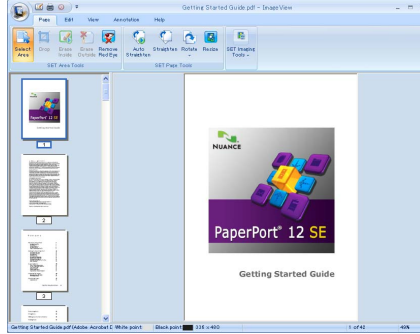 Getting Started Guide.pdf - ImageView
Page Edit View Annotation Help
Select Area
Crop
Erase Inside
Erase Outside
Remove Red Eye
Auto Straighten
Straighten
Rotate
Resize
SET Imaging Tools
SET Area Tools
SET Page Tools
1
2
3
NUANCE
PaperPort® 12 SE
Getting Started Guide
Getting Started Guide.pdf (Adobe Acrobat D White point Black point 336 x 480 1 of 42 49%